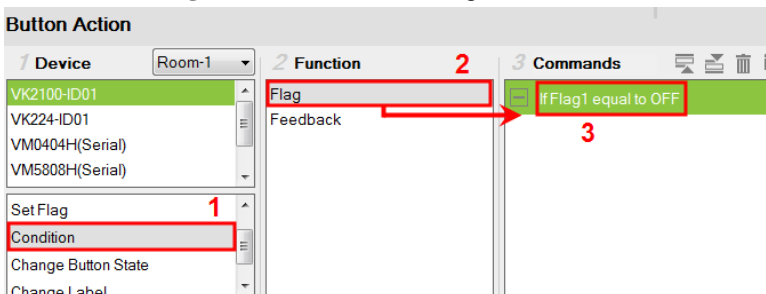 Button Action
1 Device Room-1 2 Function 2 3 Commands
VK2100-ID01 Flag If Flag1 equal to OFF
VK224-ID01 Feedback
VM0404H(Serial) 3
VM5808H(Serial)
Set Flag 1
Condition
Change Button State
Change Label